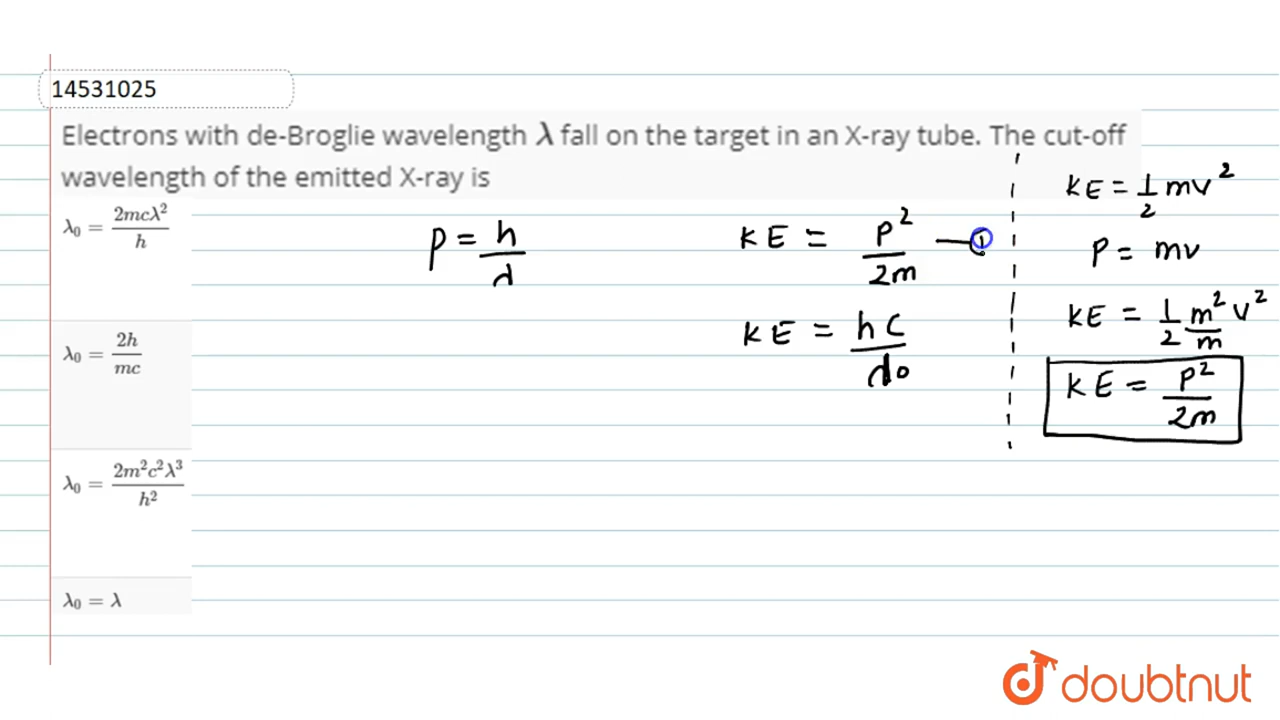 14531025
Electrons with de-Broglie wavelength λ fall on the target in an X-ray tube. The cut-off
wavelength of the emitted X-ray is
λ₀ = 2mcλ²/h
λ₀ = 2h/mc
λ₀ = 2m²c²λ³/h²
λ₀ = λ
P = h/λ
KE = P²/2m —①
KE = hc/λ₀
KE = 1/2 mv²
P = mv
KE = 1/2 m²/m v²
KE = P²/2m
doubtnut